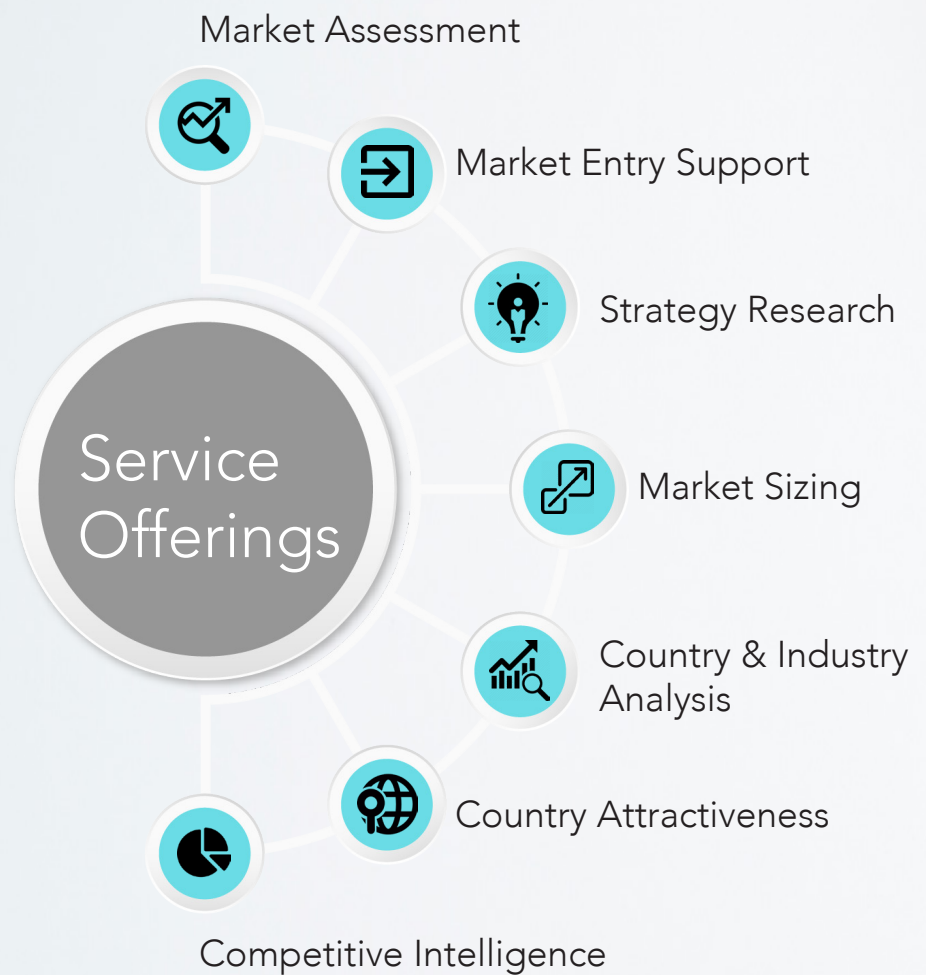 Market Assessment
Market Entry Support
Strategy Research
Service
Offerings
Market Sizing
Country & Industry
Analysis
Country Attractiveness
Competitive Intelligence